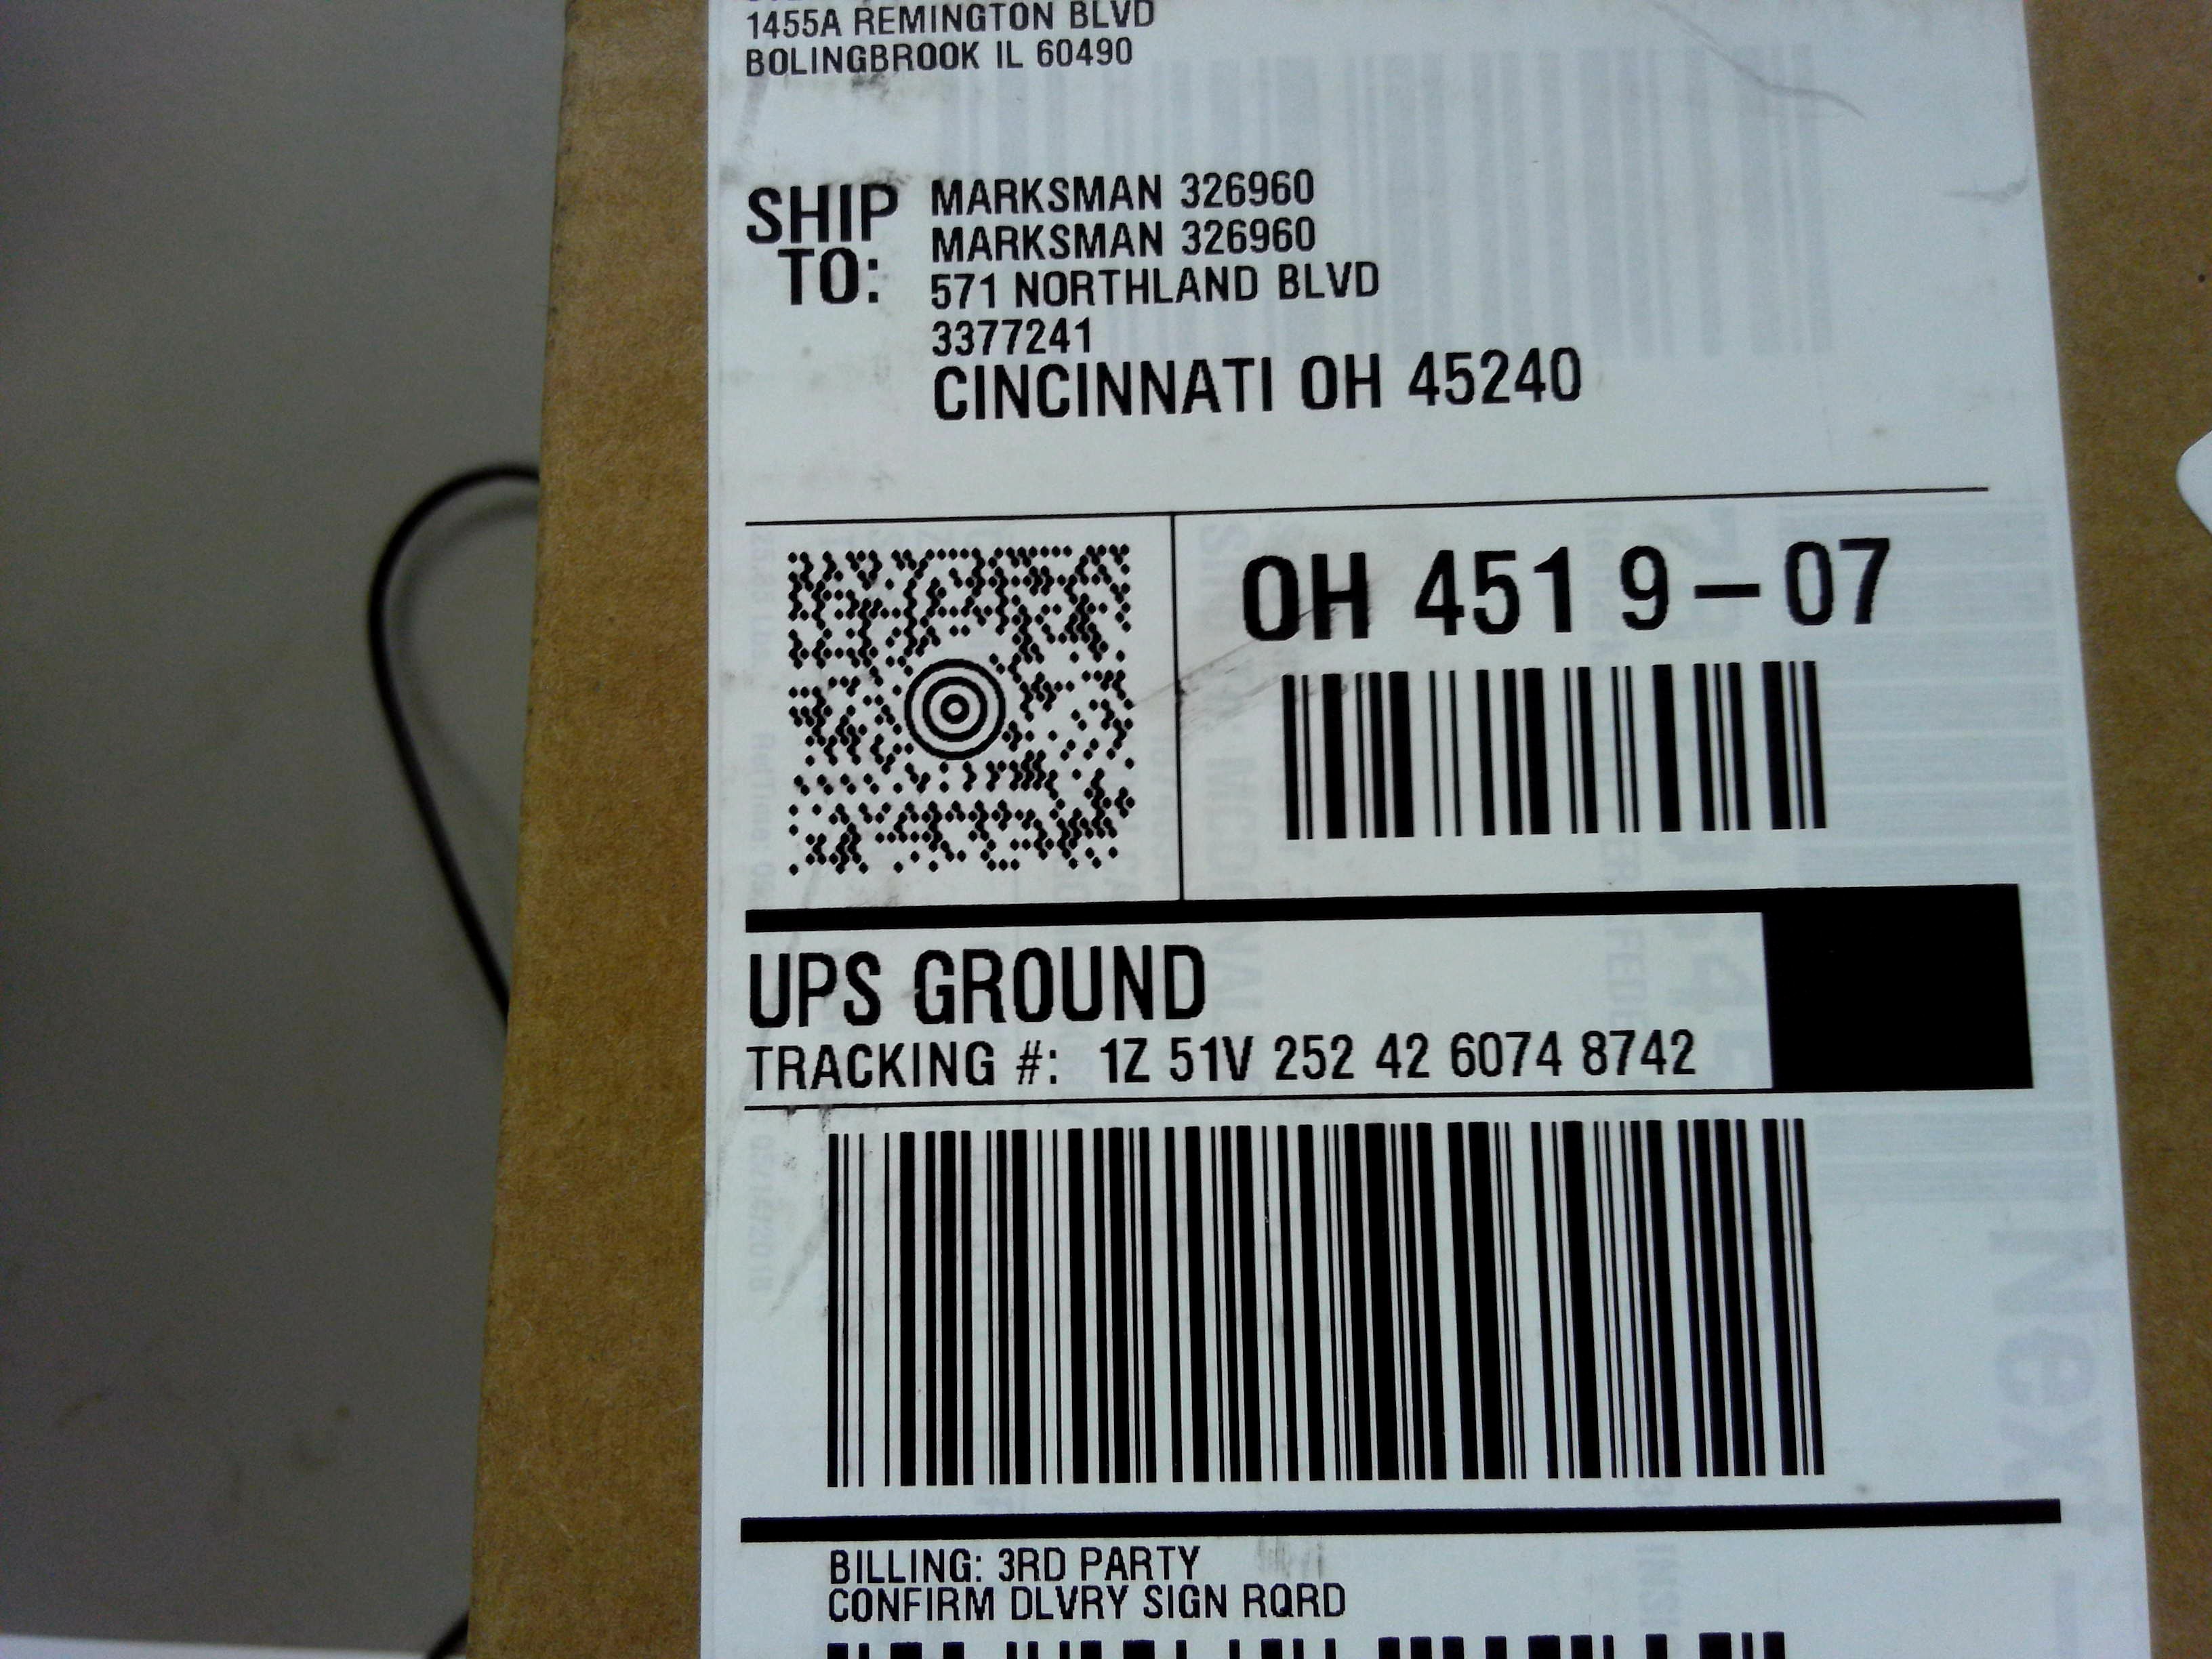 1455A REMINGTON BLVD
BOLINGBROOK IL 60490
SHIP TO:
MARKSMAN 326960
MARKSMAN 326960
571 NORTHLAND BLVD
3377241
CINCINNATI OH 45240
OH 451 9-07
UPS GROUND
TRACKING #: 1Z 51V 252 42 6074 8742
BILLING: 3RD PARTY
CONFIRM DLVRY SIGN RQRD